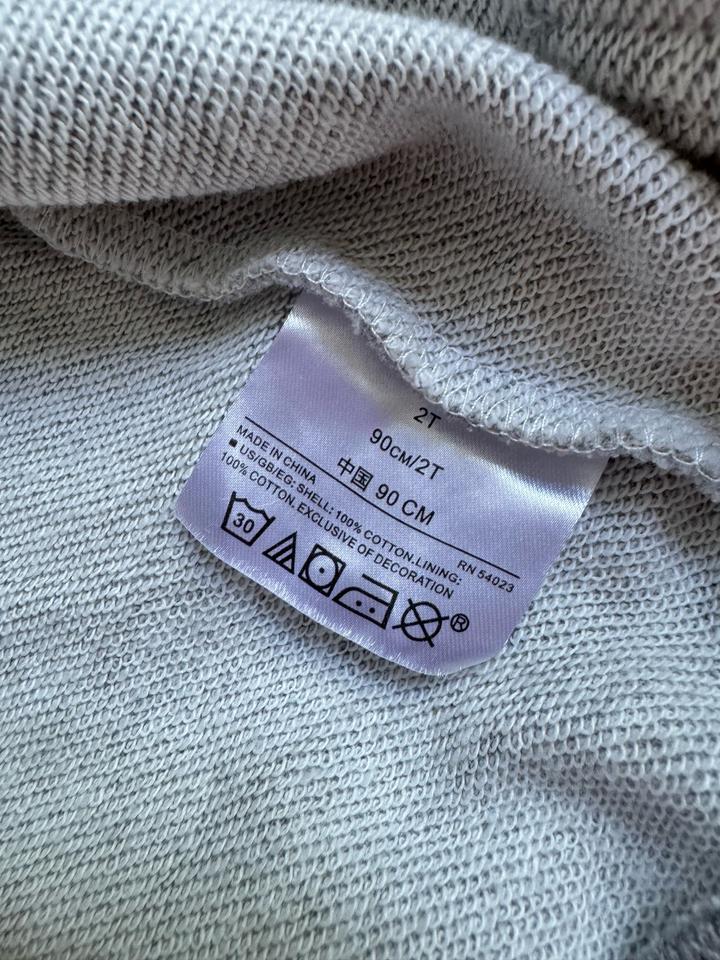 2T
90CM/2T
中国 90 CM
MADE IN CHINA RN 54023
▪ US/GB/EG; SHELL: 100% COTTON.LINING:
100% COTTON. EXCLUSIVE OF DECORATION
30 ®